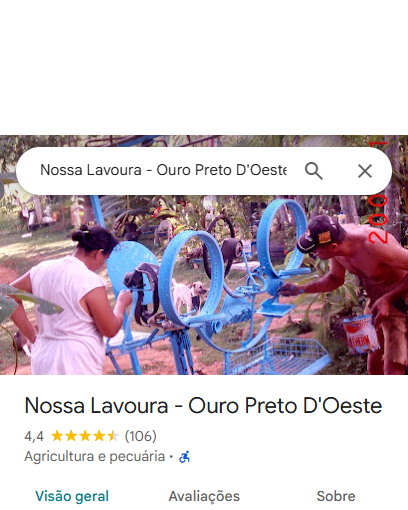 Nossa Lavoura - Ouro Preto D'Oeste
2001
Nossa Lavoura - Ouro Preto D'Oeste
4,4 (106)
Agricultura e pecuária •
Visão geral Avaliações Sobre